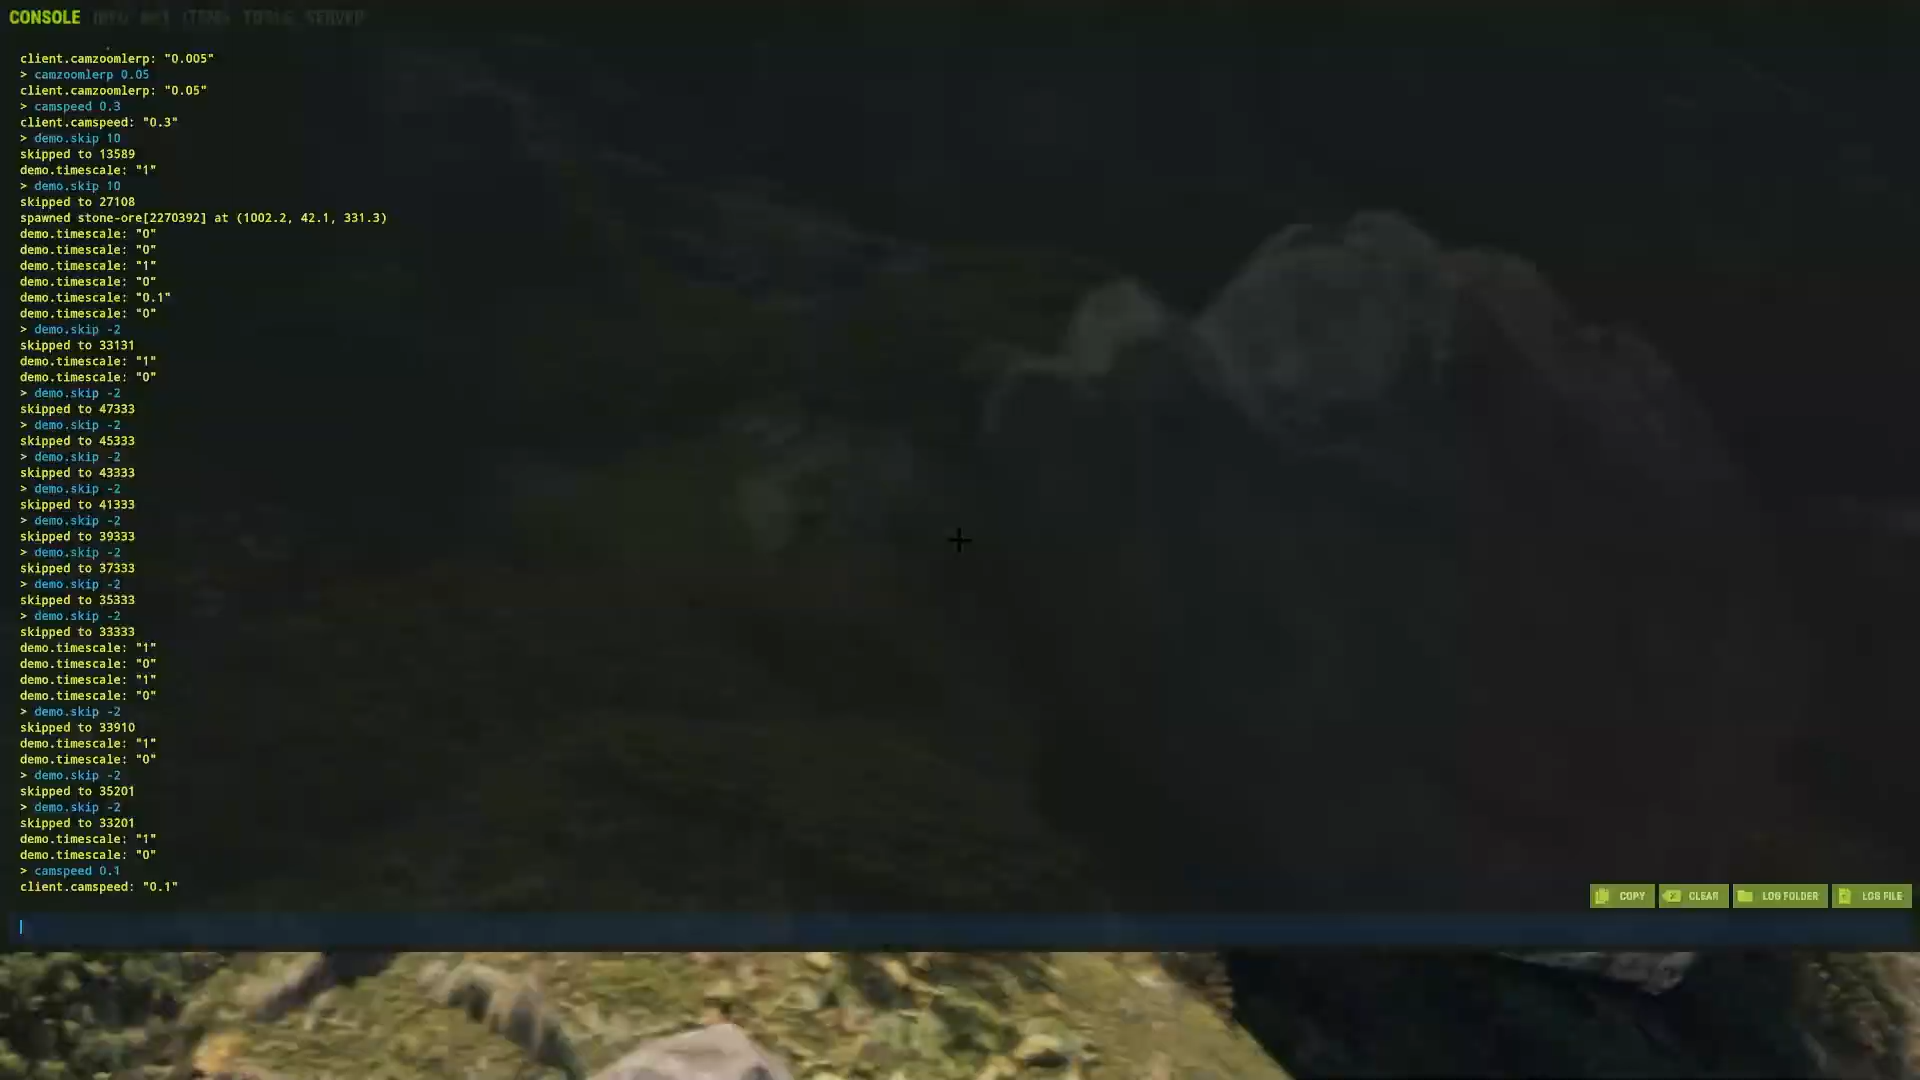 CONSOLE INFO NET ITEMS TOOLS SERVER
client.camzoomlerp: "0.005"
> camzoomlerp 0.05
client.camzoomlerp: "0.05"
> camspeed 0.3
client.camspeed: "0.3"
> demo.skip 10
skipped to 13589
demo.timescale: "1"
> demo.skip 10
skipped to 27108
spawned stone-ore[2270392] at (1002.2, 42.1, 331.3)
demo.timescale: "0"
demo.timescale: "0"
demo.timescale: "1"
demo.timescale: "0"
demo.timescale: "0.1"
demo.timescale: "0"
> demo.skip -2
skipped to 33131
demo.timescale: "1"
demo.timescale: "0"
> demo.skip -2
skipped to 47333
> demo.skip -2
skipped to 45333
> demo.skip -2
skipped to 43333
> demo.skip -2
skipped to 41333
> demo.skip -2
skipped to 39333
> demo.skip -2
skipped to 37333
> demo.skip -2
skipped to 35333
> demo.skip -2
skipped to 33333
demo.timescale: "1"
demo.timescale: "0"
demo.timescale: "1"
demo.timescale: "0"
> demo.skip -2
skipped to 33910
demo.timescale: "1"
demo.timescale: "0"
> demo.skip -2
skipped to 35201
> demo.skip -2
skipped to 33201
demo.timescale: "1"
demo.timescale: "0"
> camspeed 0.1
client.camspeed: "0.1"
COPY CLEAR LOG FOLDER LOG FILE